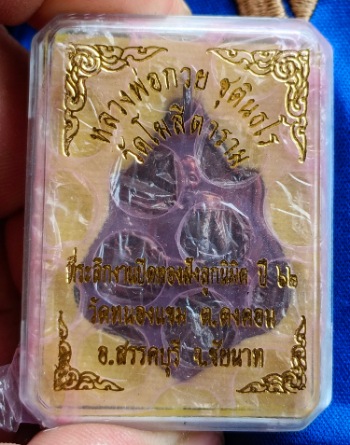 หลวงพ่อกวย ชุตินฺธโร
วัดโฆสิตาราม
ที่ระลึกงานปิดทองฝังลูกนิมิต ปี ๖๒
วัดหนองแขม ต.ดงคอน
อ.สรรคบุรี จ.ชัยนาท